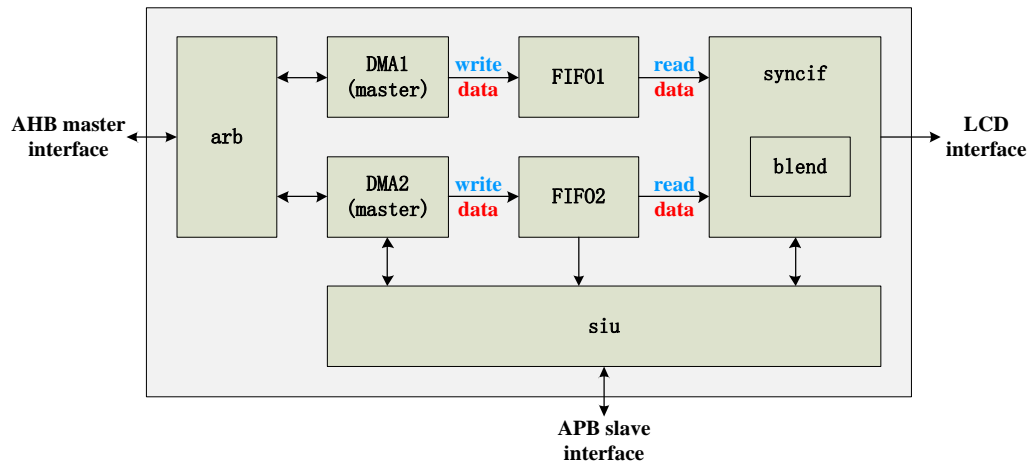 AHB master
interface
arb
DMA1
(master)
write
data
FIFO1
read
data
syncif
blend
LCD
interface
DMA2
(master)
write
data
FIFO2
read
data
siu
APB slave
interface